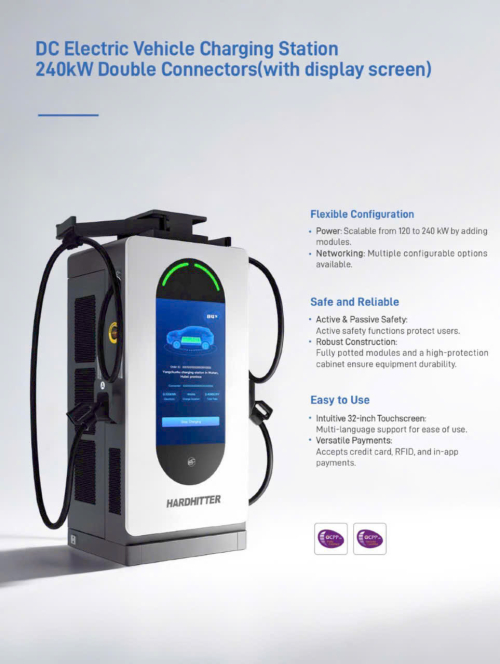 DC Electric Vehicle Charging Station
240kW Double Connectors(with display screen)
Flexible Configuration
• Power: Scalable from 120 to 240 kW by adding
modules.
• Networking: Multiple configurable options
available.
Safe and Reliable
• Active & Passive Safety:
Active safety functions protect users.
• Robust Construction:
Fully potted modules and a high-protection
cabinet ensure equipment durability.
Easy to Use
• Intuitive 32-inch Touchscreen:
Multi-language support for ease of use.
• Versatile Payments:
Accepts credit card, RFID, and in-app
payments.
Stop Charging
HARDHITTER